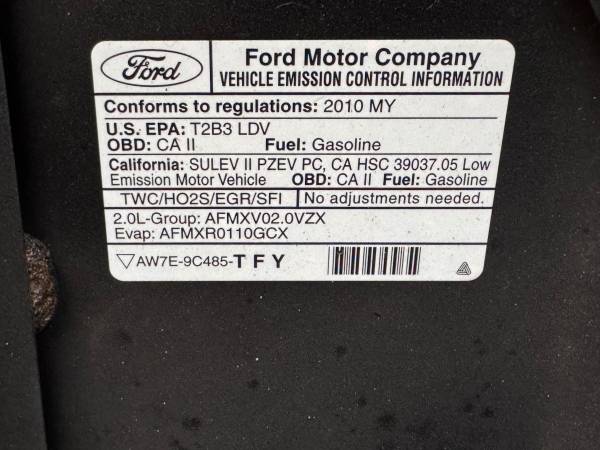 Ford
Ford Motor Company
VEHICLE EMISSION CONTROL INFORMATION
Conforms to regulations: 2010 MY
U.S. EPA: T2B3 LDV
OBD: CA II Fuel: Gasoline
California: SULEV II PZEV PC, CA HSC 39037.05 Low
Emission Motor Vehicle OBD: CA II Fuel: Gasoline
TWC/HO2S/EGR/SFI No adjustments needed.
2.0L-Group: AFMXV02.0VZX
Evap: AFMXR0110GCX
AW7E-9C485-TFY